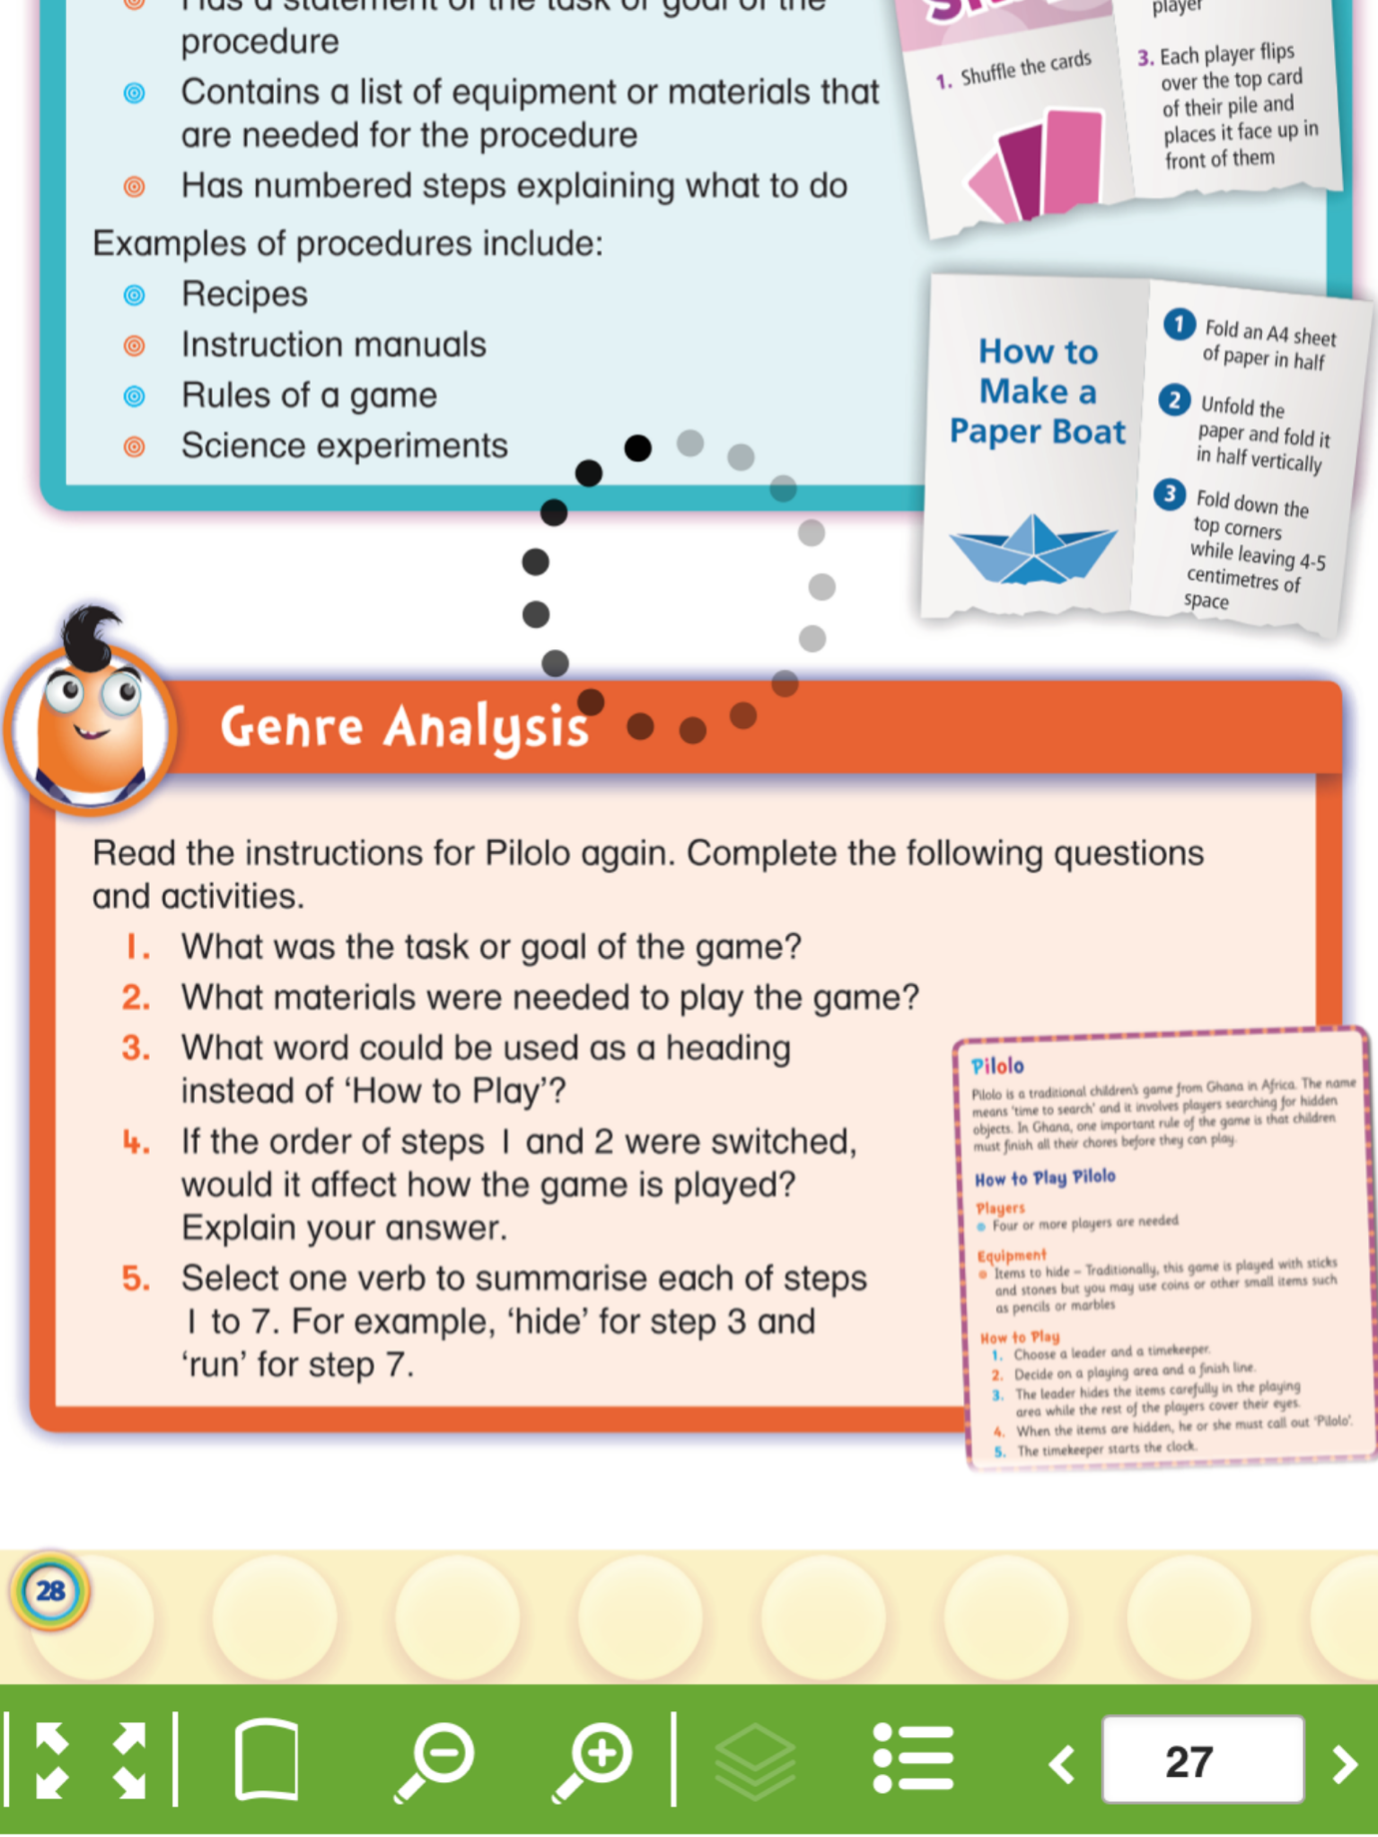 Has a statement of the task or goal of the
procedure
Contains a list of equipment or materials that
are needed for the procedure
Has numbered steps explaining what to do
Examples of procedures include:
Recipes
Instruction manuals
Rules of a game
Science experiments
1. Shuffle the cards
player
3. Each player flips
over the top card
of their pile and
places it face up in
front of them
How to
Make a
Paper Boat
1 Fold an A4 sheet
of paper in half
2 Unfold the
paper and fold it
in half vertically
3 Fold down the
top corners
while leaving 4-5
centimetres of
space
Genre Analysis
Read the instructions for Pilolo again. Complete the following questions
and activities.
1. What was the task or goal of the game?
2. What materials were needed to play the game?
3. What word could be used as a heading
instead of ‘How to Play’?
4. If the order of steps 1 and 2 were switched,
would it affect how the game is played?
Explain your answer.
5. Select one verb to summarise each of steps
1 to 7. For example, ‘hide’ for step 3 and
‘run’ for step 7.
Pilolo
Pilolo is a traditional children’s game from Ghana in Africa. The name
means ‘time to search’ and it involves players searching for hidden
objects. In Ghana, one important rule of the game is that children
must finish all their chores before they can play.
How to Play Pilolo
Players
Four or more players are needed
Equipment
Items to hide – Traditionally, this game is played with sticks
and stones but you may use coins or other small items such
as pencils or marbles
How to Play
1. Choose a leader and a timekeeper.
2. Decide on a playing area and a finish line.
3. The leader hides the items carefully in the playing
area while the rest of the players cover their eyes.
4. When the items are hidden, he or she must call out ‘Pilolo’.
5. The timekeeper starts the clock.
28
27